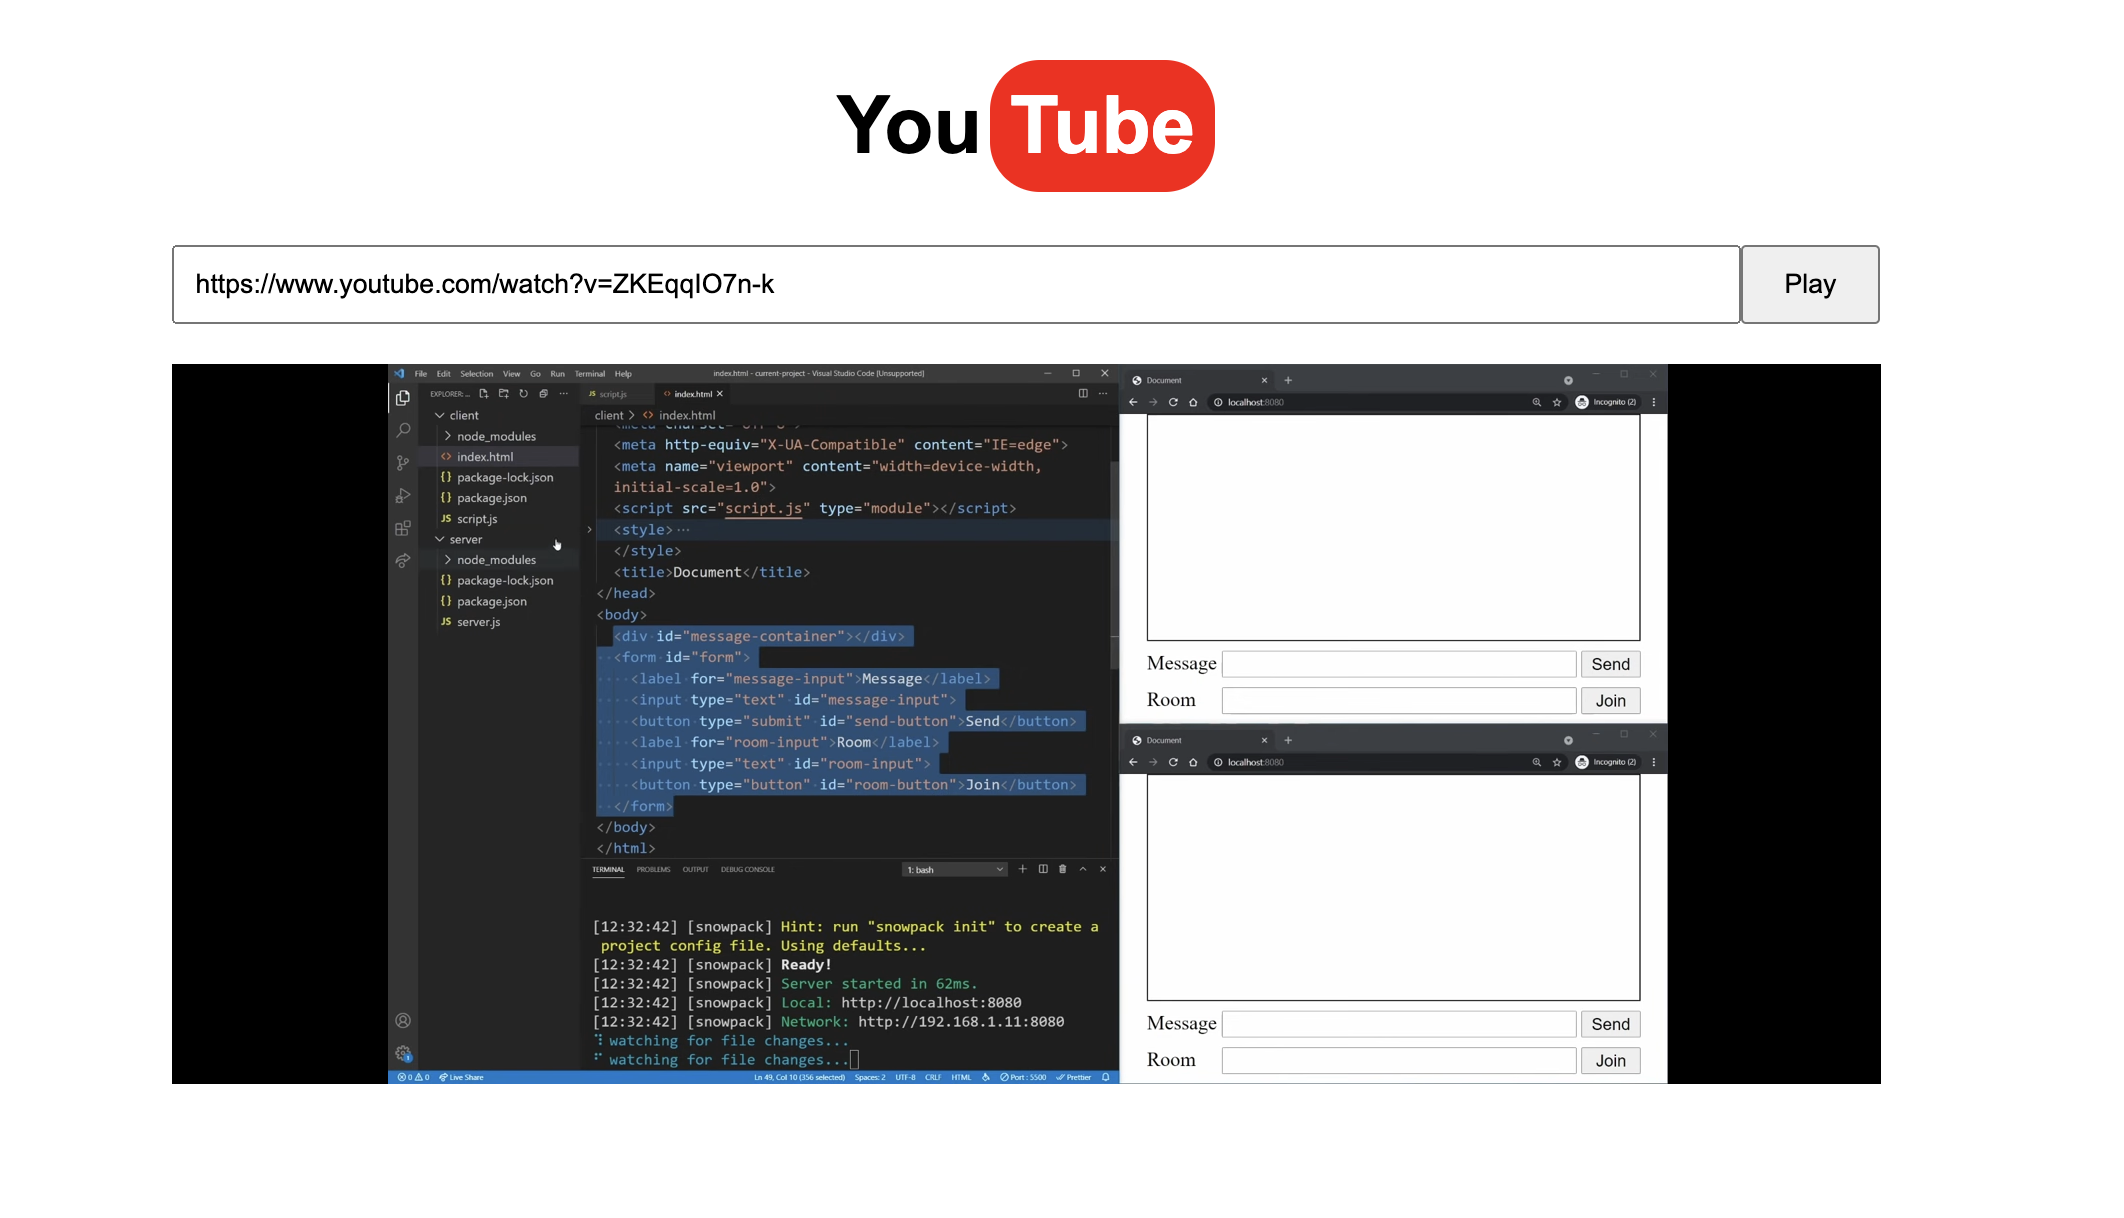 You Tube
https://www.youtube.com/watch?v=ZKEqqIO7n-k
Play
File Edit Selection View Go Run Terminal Help
index.html - current-project - Visual Studio Code [Unsupported]
EXPLORER: ...
client
node_modules
index.html
package-lock.json
package.json
script.js
server
node_modules
package-lock.json
package.json
server.js
script.js
index.html
client > index.html
<meta http-equiv="X-UA-Compatible" content="IE=edge">
<meta name="viewport" content="width=device-width,
initial-scale=1.0">
<script src="script.js" type="module"></script>
<style>...
</style>
<title>Document</title>
</head>
<body>
<div id="message-container"></div>
<form id="form">
<label for="message-input">Message</label>
<input type="text" id="message-input">
<button type="submit" id="send-button">Send</button>
<label for="room-input">Room</label>
<input type="text" id="room-input">
<button type="button" id="room-button">Join</button>
</form>
</body>
</html>
TERMINAL PROBLEMS OUTPUT DEBUG CONSOLE
1: bash
[12:32:42] [snowpack] Hint: run "snowpack init" to create a
project config file. Using defaults...
[12:32:42] [snowpack] Ready!
[12:32:42] [snowpack] Server started in 62ms.
[12:32:42] [snowpack] Local: http://localhost:8080
[12:32:42] [snowpack] Network: http://192.168.1.11:8080
watching for file changes...
watching for file changes...
0 0 Live Share
Ln 49, Col 10 (356 selected) Spaces: 2 UTF-8 CRLF HTML Port : 5500 Prettier
Document
localhost:8080
Incognito (2)
Message
Send
Room
Join
Document
localhost:8080
Incognito (2)
Message
Send
Room
Join